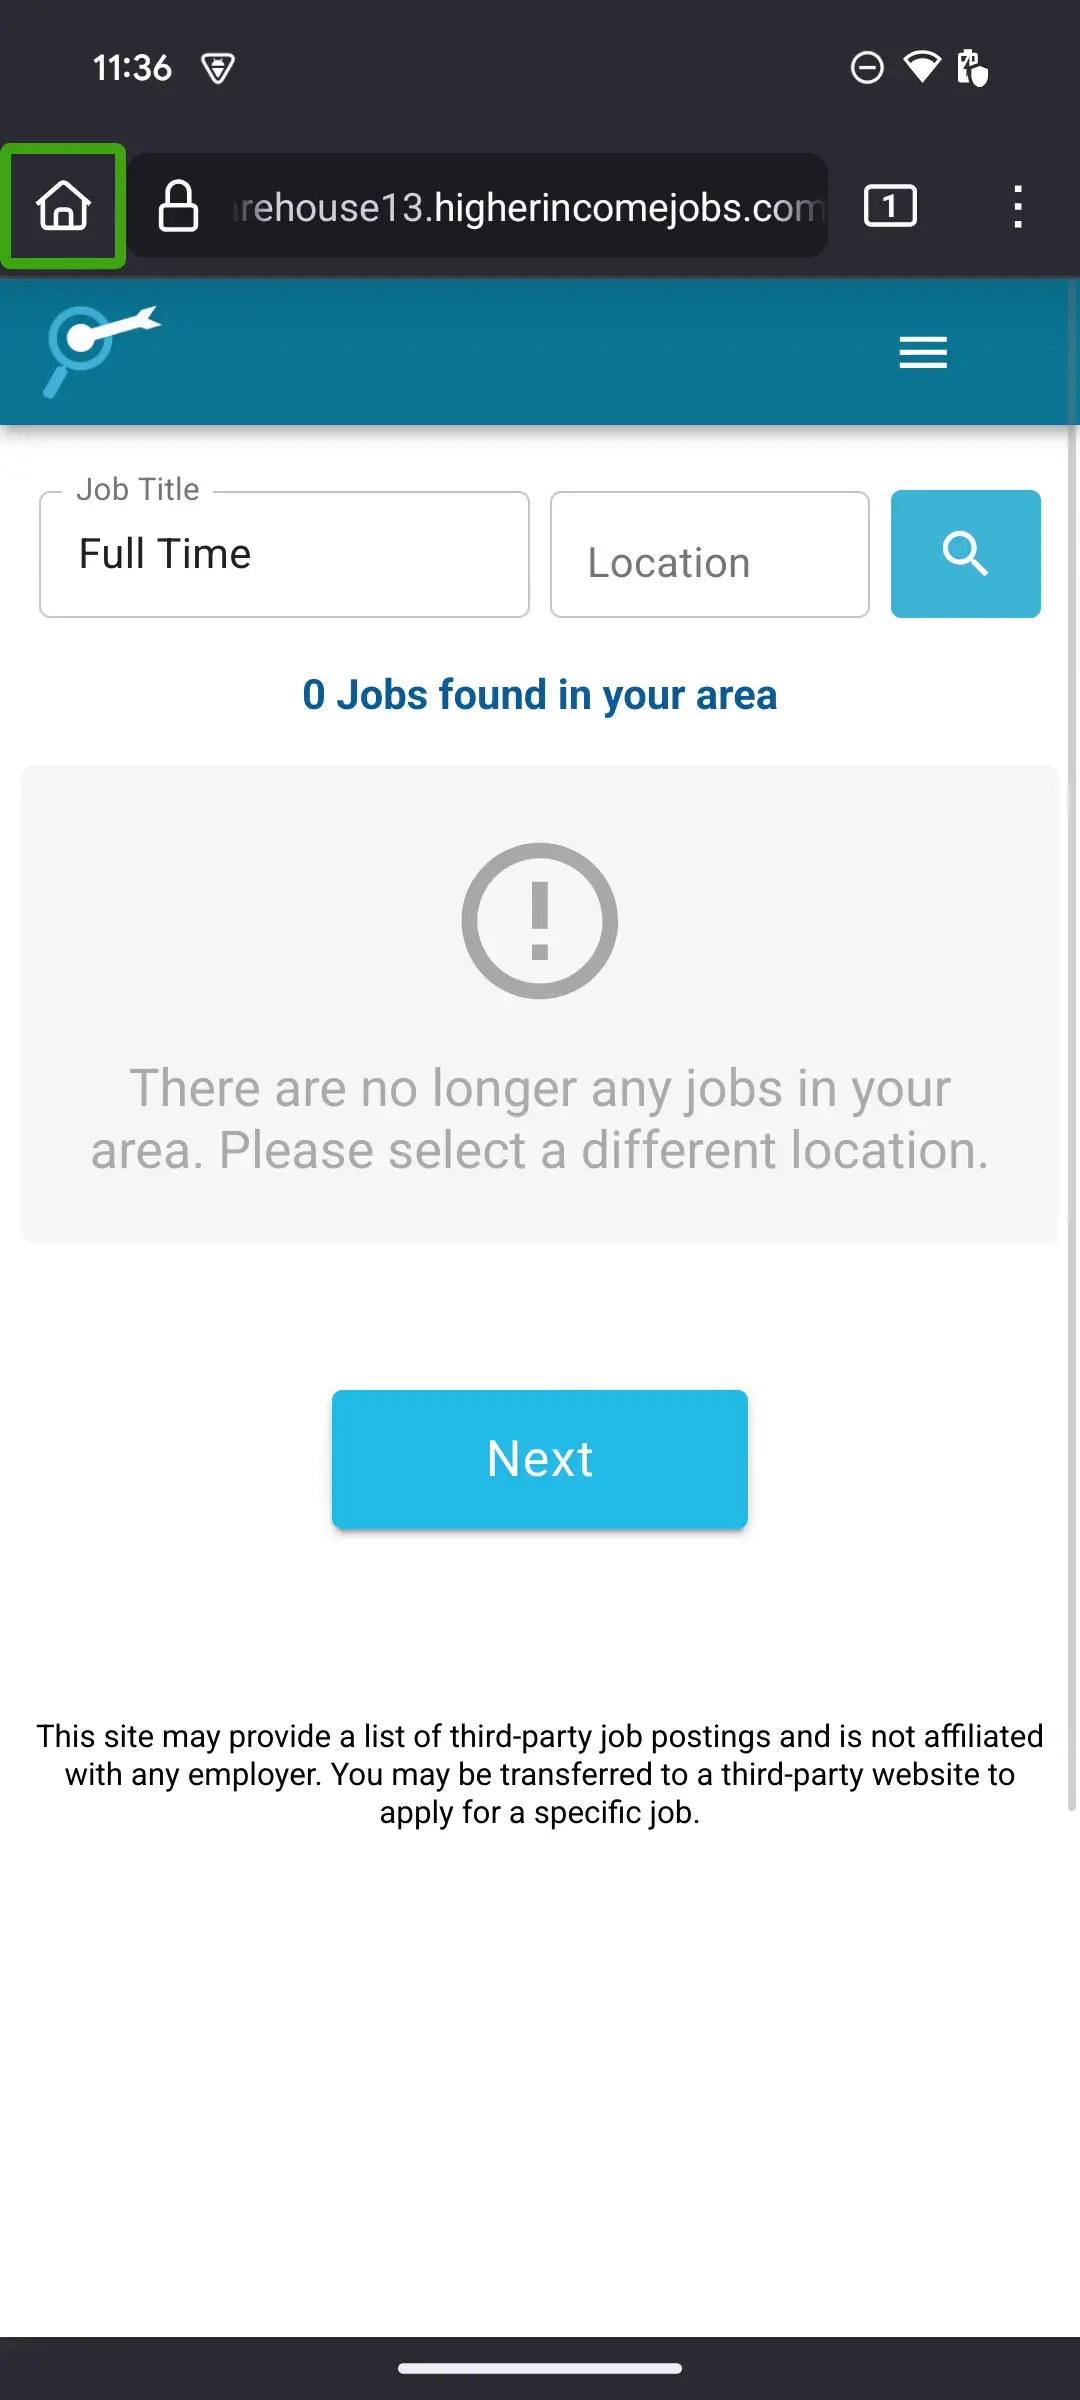 11:36
rehouse13.higherincomejobs.com
1
Job Title
Full Time
Location
0 Jobs found in your area
There are no longer any jobs in your
area. Please select a different location.
Next
This site may provide a list of third-party job postings and is not affiliated
with any employer. You may be transferred to a third-party website to
apply for a specific job.